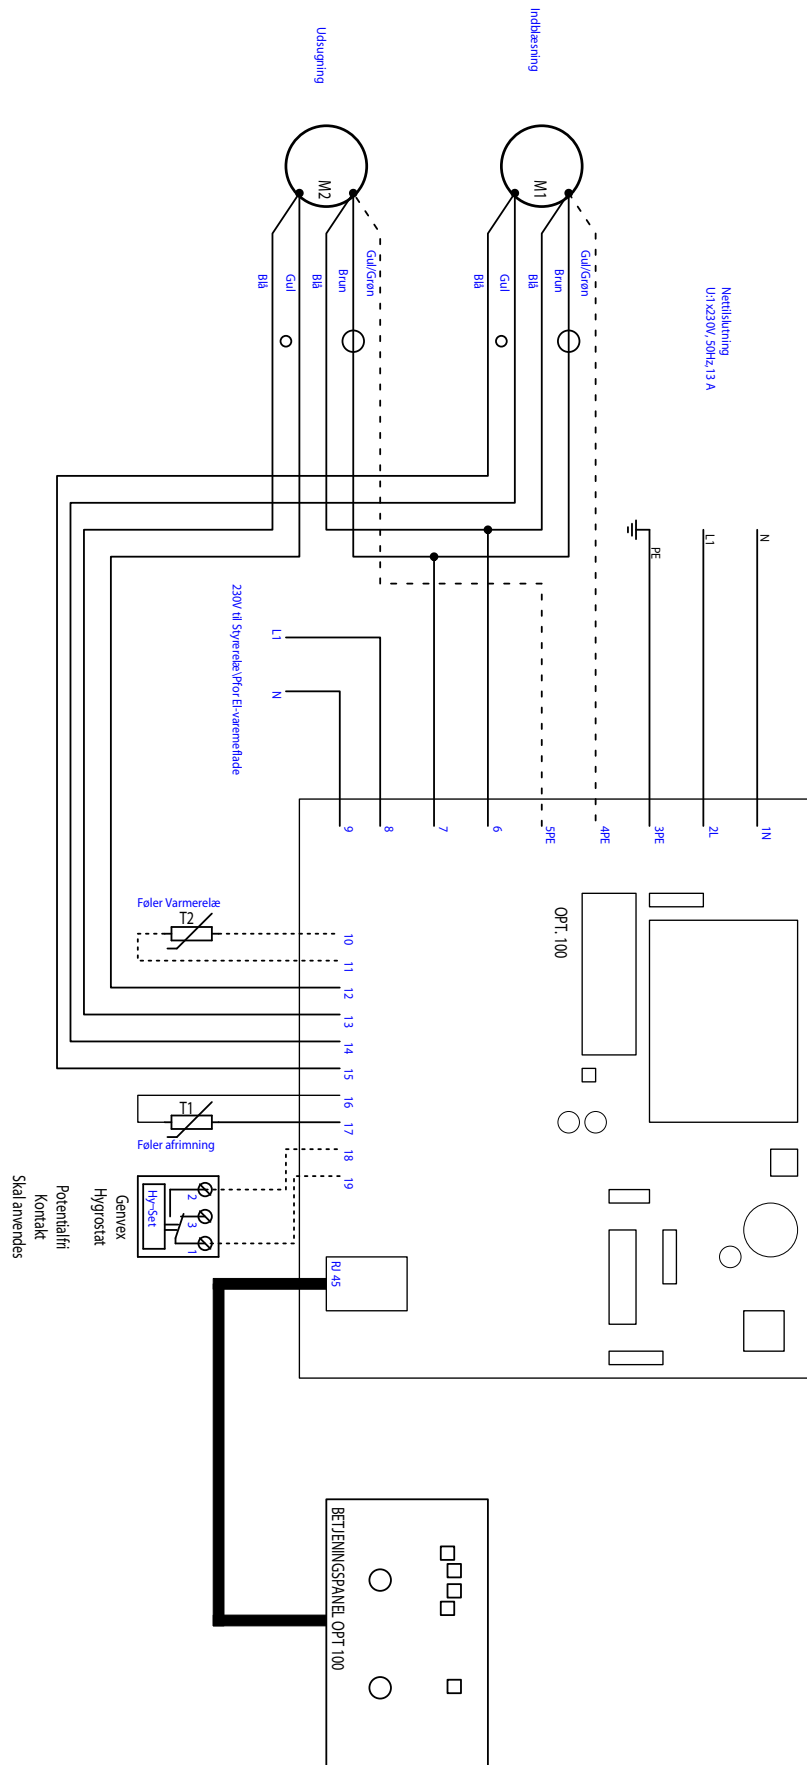 Udsugning
Indblæsning
M2
M1
Blå
Gul
Blå
Brun
Gul/Grøn
Blå
Gul
Blå
Brun
Gul/Grøn
Nettilslutning
U:1x230V, 50Hz,13 A
PE
L1
N
L1
N
230V til Styrerelæ\Pfor El-varemeflade
9
8
7
6
5PE
4PE
3PE
2L
1N
OPT. 100
Føler Varmerelæ
T2
10
11
12
13
14
15
16
17
18
19
T1
Føler afrimning
Hy-Set
2
3
1
Genvex
Hygrostat
Potentialfri
Kontakt
Skal anvendes
RJ 45
BETJENINGSPANEL OPT 100